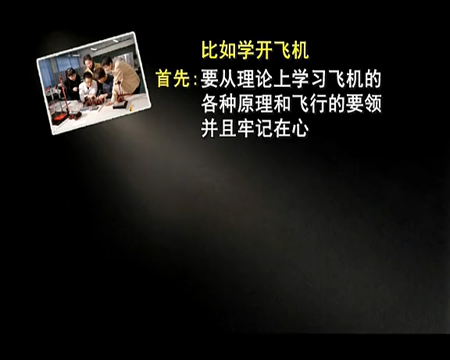 比如学开飞机
首先:要从理论上学习飞机的
各种原理和飞行的要领
并且牢记在心